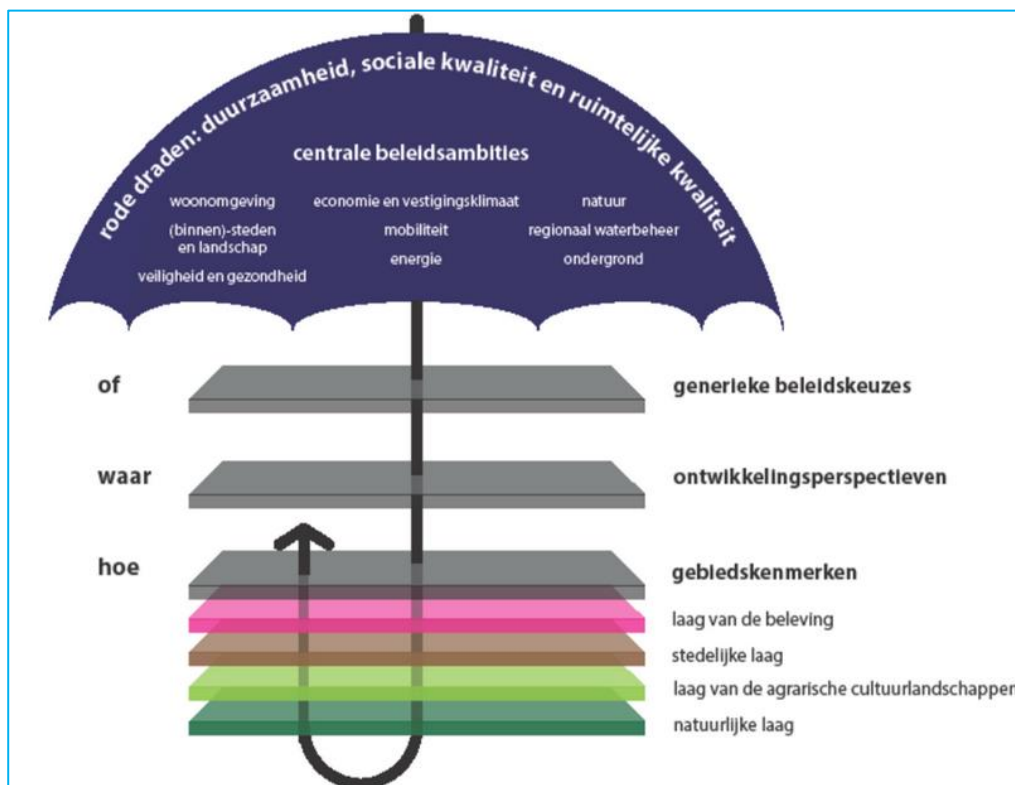 rode draden: duurzaamheid, sociale kwaliteit en ruimtelijke kwaliteit
centrale beleidsambities
woonomgeving
(binnen)-steden
en landschap
veiligheid en gezondheid
economie en vestigingsklimaat
mobiliteit
energie
natuur
regionaal waterbeheer
ondergrond
of
generieke beleidskeuzes
waar
ontwikkelingsperspectieven
hoe
gebiedskenmerken
laag van de beleving
stedelijke laag
laag van de agrarische cultuurlandschappen
natuurlijke laag